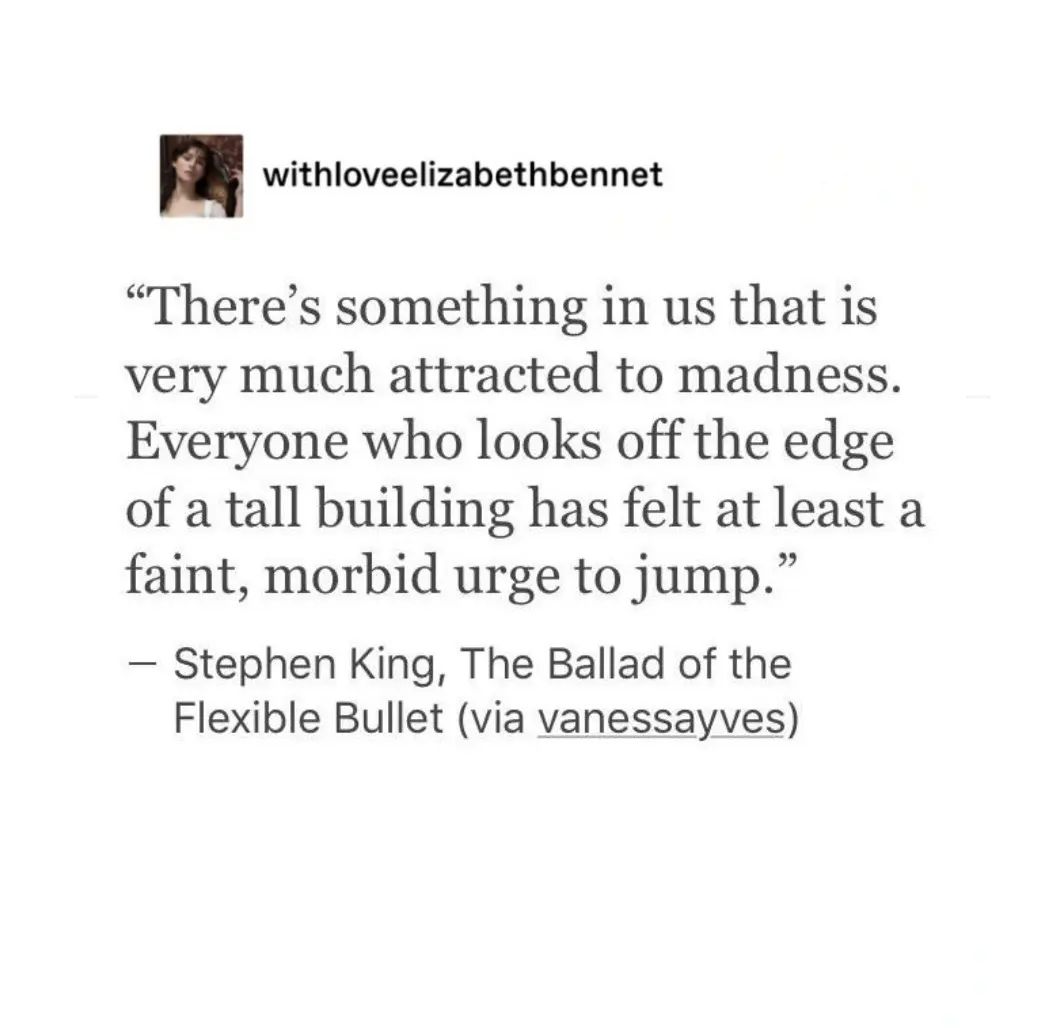 withloveelizabethbennet
“There’s something in us that is
very much attracted to madness.
Everyone who looks off the edge
of a tall building has felt at least a
faint, morbid urge to jump.”
— Stephen King, The Ballad of the
Flexible Bullet (via vanessayves)